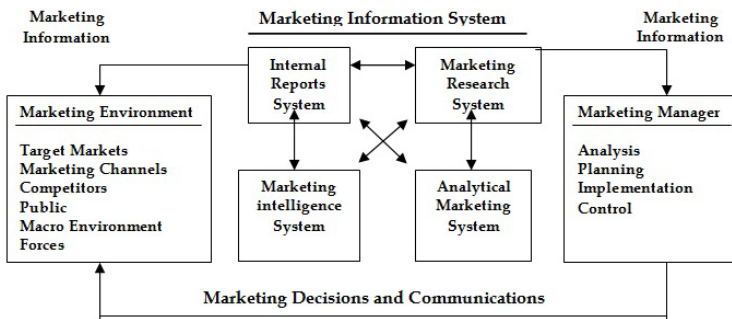 Marketing
Information
Marketing Information System
Marketing
Information
Internal
Reports
System
Marketing
Research
System
Marketing Environment
Target Markets
Marketing Channels
Competitors
Public
Macro Environment
Forces
Marketing
intelligence
System
Analytical
Marketing
System
Marketing Manager
Analysis
Planning
Implementation
Control
Marketing Decisions and Communications